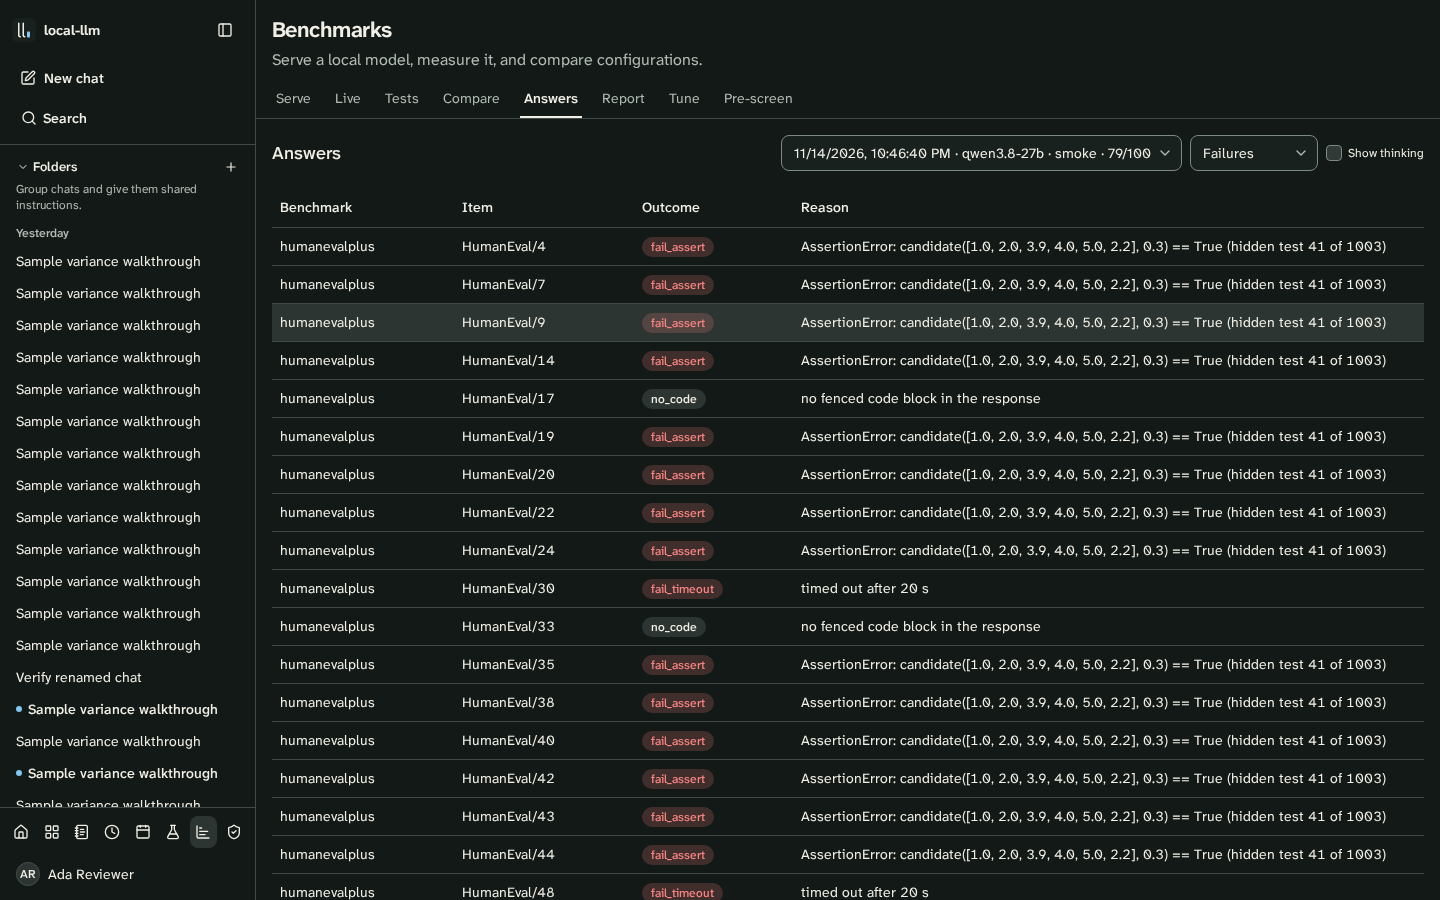 local-llm
New chat
Search
Folders
Group chats and give them shared
instructions.
Yesterday
Sample variance walkthrough
Sample variance walkthrough
Sample variance walkthrough
Sample variance walkthrough
Sample variance walkthrough
Sample variance walkthrough
Sample variance walkthrough
Sample variance walkthrough
Sample variance walkthrough
Sample variance walkthrough
Sample variance walkthrough
Sample variance walkthrough
Sample variance walkthrough
Verify renamed chat
Sample variance walkthrough
Sample variance walkthrough
Sample variance walkthrough
Sample variance walkthrough
AR Ada Reviewer
Benchmarks
Serve a local model, measure it, and compare configurations.
Serve Live Tests Compare Answers Report Tune Pre-screen
Answers 11/14/2026, 10:46:40 PM · qwen3.8-27b · smoke · 79/100 Failures Show thinking
Benchmark Item Outcome Reason
humanevalplus HumanEval/4 fail_assert AssertionError: candidate([1.0, 2.0, 3.9, 4.0, 5.0, 2.2], 0.3) == True (hidden test 41 of 1003)
humanevalplus HumanEval/7 fail_assert AssertionError: candidate([1.0, 2.0, 3.9, 4.0, 5.0, 2.2], 0.3) == True (hidden test 41 of 1003)
humanevalplus HumanEval/9 fail_assert AssertionError: candidate([1.0, 2.0, 3.9, 4.0, 5.0, 2.2], 0.3) == True (hidden test 41 of 1003)
humanevalplus HumanEval/14 fail_assert AssertionError: candidate([1.0, 2.0, 3.9, 4.0, 5.0, 2.2], 0.3) == True (hidden test 41 of 1003)
humanevalplus HumanEval/17 no_code no fenced code block in the response
humanevalplus HumanEval/19 fail_assert AssertionError: candidate([1.0, 2.0, 3.9, 4.0, 5.0, 2.2], 0.3) == True (hidden test 41 of 1003)
humanevalplus HumanEval/20 fail_assert AssertionError: candidate([1.0, 2.0, 3.9, 4.0, 5.0, 2.2], 0.3) == True (hidden test 41 of 1003)
humanevalplus HumanEval/22 fail_assert AssertionError: candidate([1.0, 2.0, 3.9, 4.0, 5.0, 2.2], 0.3) == True (hidden test 41 of 1003)
humanevalplus HumanEval/24 fail_assert AssertionError: candidate([1.0, 2.0, 3.9, 4.0, 5.0, 2.2], 0.3) == True (hidden test 41 of 1003)
humanevalplus HumanEval/30 fail_timeout timed out after 20 s
humanevalplus HumanEval/33 no_code no fenced code block in the response
humanevalplus HumanEval/35 fail_assert AssertionError: candidate([1.0, 2.0, 3.9, 4.0, 5.0, 2.2], 0.3) == True (hidden test 41 of 1003)
humanevalplus HumanEval/38 fail_assert AssertionError: candidate([1.0, 2.0, 3.9, 4.0, 5.0, 2.2], 0.3) == True (hidden test 41 of 1003)
humanevalplus HumanEval/40 fail_assert AssertionError: candidate([1.0, 2.0, 3.9, 4.0, 5.0, 2.2], 0.3) == True (hidden test 41 of 1003)
humanevalplus HumanEval/42 fail_assert AssertionError: candidate([1.0, 2.0, 3.9, 4.0, 5.0, 2.2], 0.3) == True (hidden test 41 of 1003)
humanevalplus HumanEval/43 fail_assert AssertionError: candidate([1.0, 2.0, 3.9, 4.0, 5.0, 2.2], 0.3) == True (hidden test 41 of 1003)
humanevalplus HumanEval/44 fail_assert AssertionError: candidate([1.0, 2.0, 3.9, 4.0, 5.0, 2.2], 0.3) == True (hidden test 41 of 1003)
humanevalplus HumanEval/48 fail_timeout timed out after 20 s